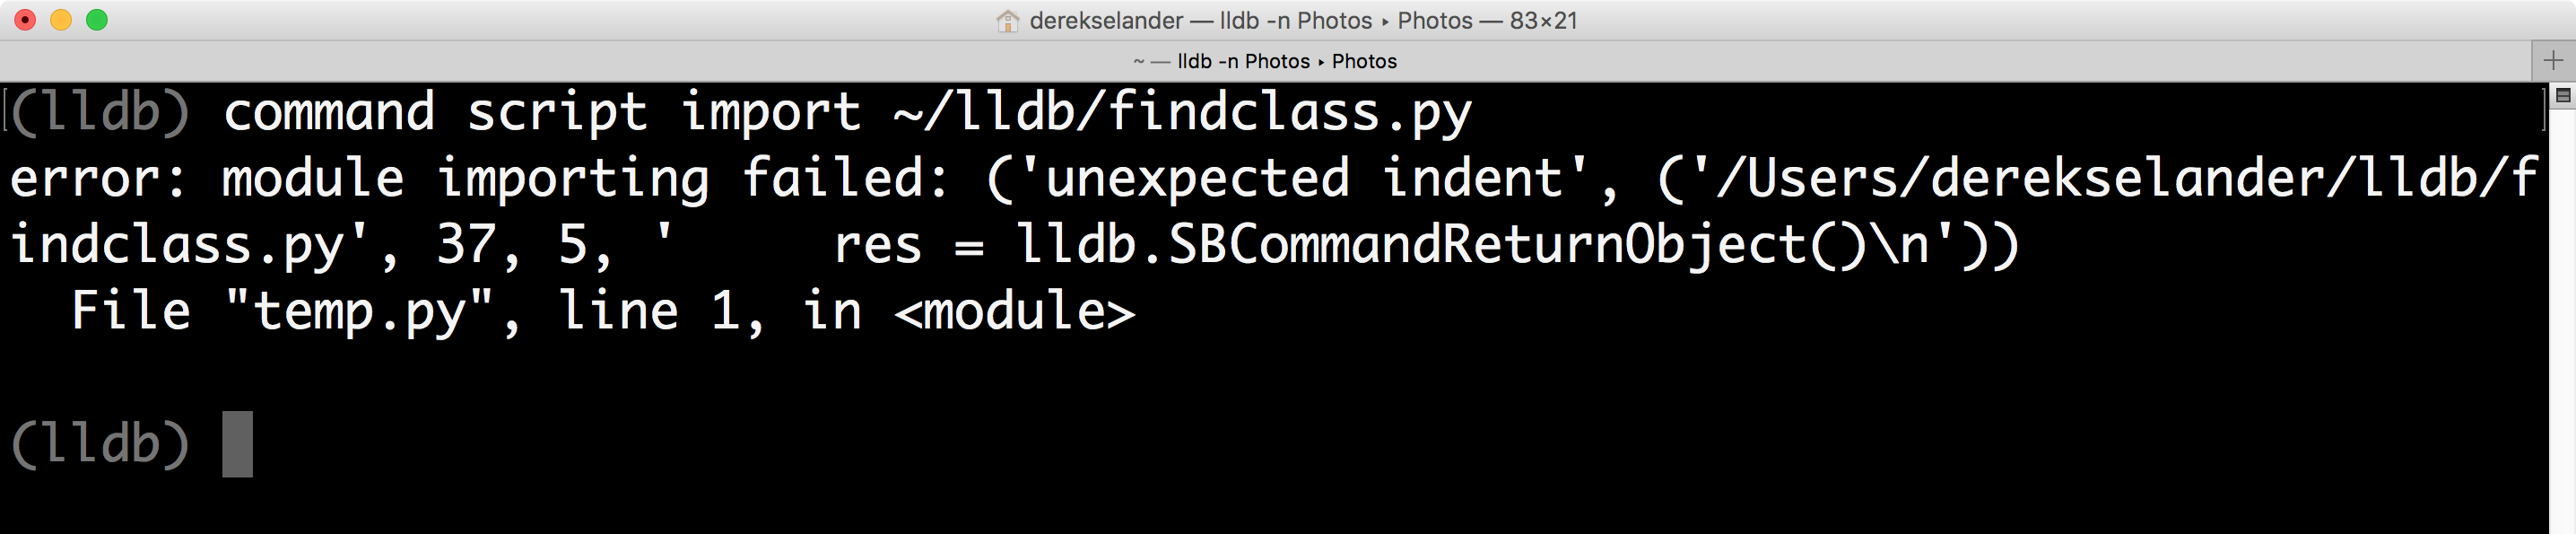 derekselander — lldb -n Photos ▸ Photos — 83×21
~ — lldb -n Photos ▸ Photos
(lldb) command script import ~/lldb/findclass.py
error: module importing failed: ('unexpected indent', ('/Users/derekselander/lldb/f
indclass.py', 37, 5, '    res = lldb.SBCommandReturnObject()\n'))
  File "temp.py", line 1, in <module>
(lldb)